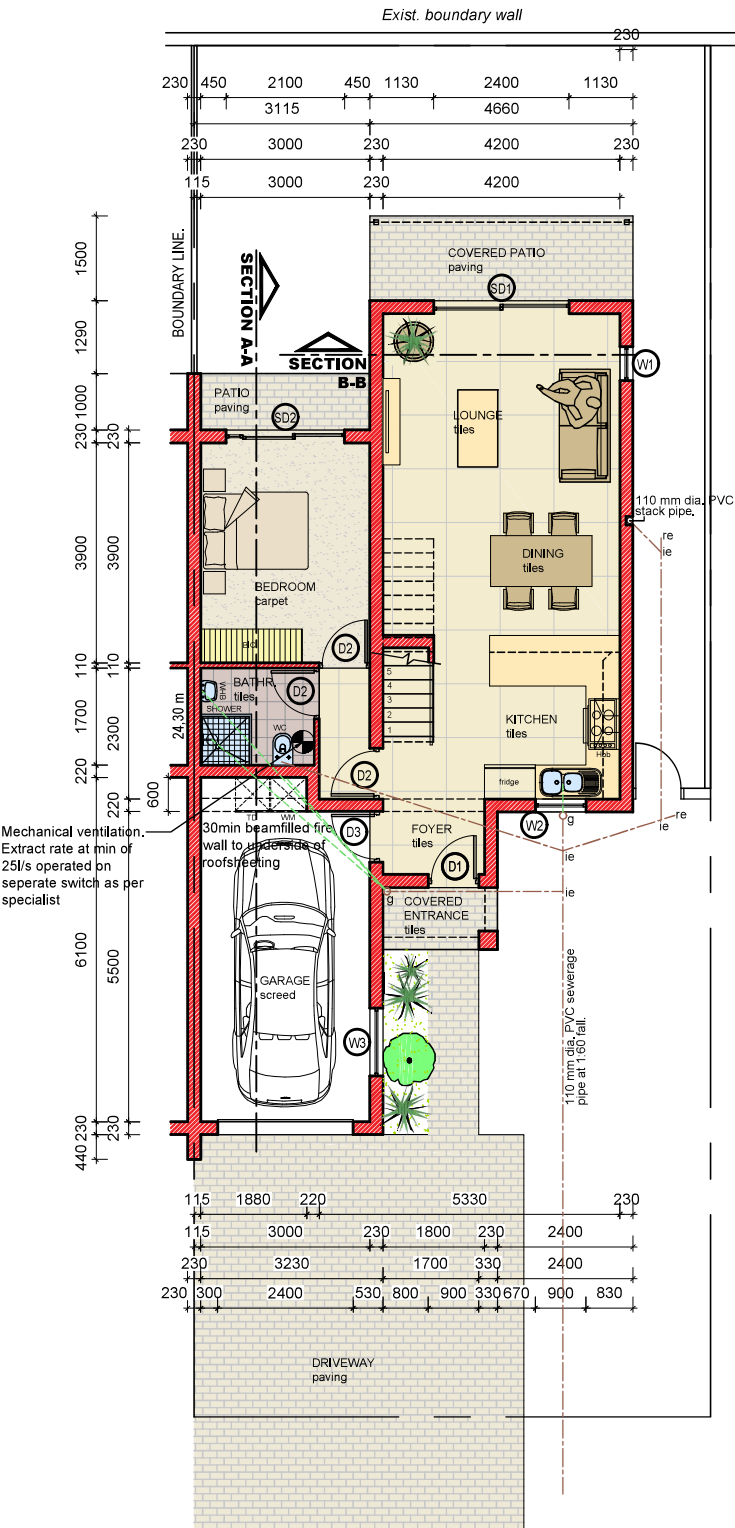 Exist. boundary wall
230
230 450 2100 450 1130 2400 1130
3115 4660
230 3000 230 4200 230
115 3000 230 4200
1500
1290
1000
230
3900
110
1700
220
6100
230
440
230
3900
110
2300
220
5500
230
600
BOUNDARY LINE.
24,30 m
SECTION A-A
SECTION
B-B
COVERED PATIO
paving
SD1
W1
PATIO
paving
SD2
LOUNGE
tiles
110 mm dia. PVC
stack pipe.
re
ie
DINING
tiles
BEDROOM
carpet
BIC
D2
BATHR.
tiles
D2
WHB
SHOWER
WC
5
4
3
2
1
KITCHEN
tiles
Hob
fridge
D2
W2
g
re
ie
ie
TD
WM
D3
FOYER
tiles
D1
Mechanical ventilation.
Extract rate at min of
25l/s operated on
seperate switch as per
specialist
30min beamfilled fire
wall to underside of
roofsheeting
g
COVERED
ENTRANCE
tiles
ie
GARAGE
screed
W3
110 mm dia. PVC sewerage
pipe at 1:60 fall.
115 1880 220 5330 230
115 3000 230 1800 230 2400
230 3230 1700 330 2400
230 300 2400 530 800 900 330 670 900 830
DRIVEWAY
paving